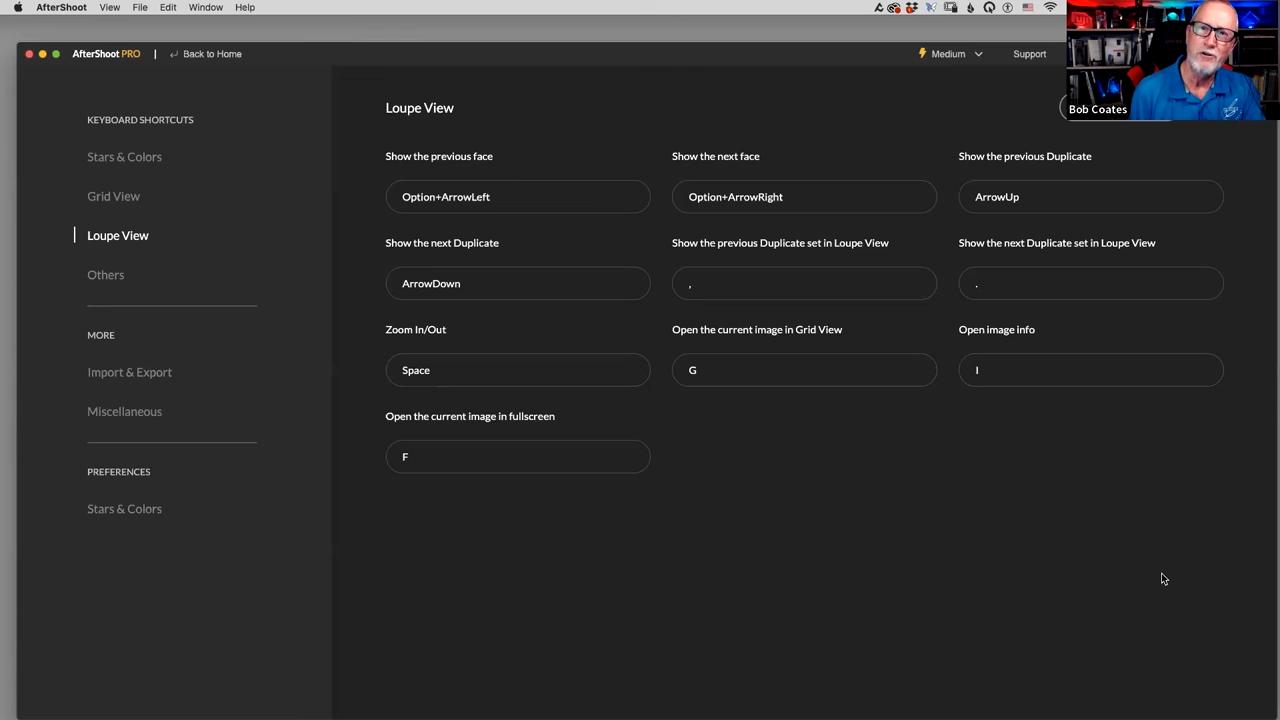 AfterShoot View File Edit Window Help
AfterShoot PRO | Back to Home Medium Support
Bob Coates
KEYBOARD SHORTCUTS
Stars & Colors
Grid View
Loupe View
Others
MORE
Import & Export
Miscellaneous
PREFERENCES
Stars & Colors
Loupe View
Show the previous face Show the next face Show the previous Duplicate
Option+ArrowLeft Option+ArrowRight ArrowUp
Show the next Duplicate Show the previous Duplicate set in Loupe View Show the next Duplicate set in Loupe View
ArrowDown , .
Zoom In/Out Open the current image in Grid View Open image info
Space G I
Open the current image in fullscreen
F